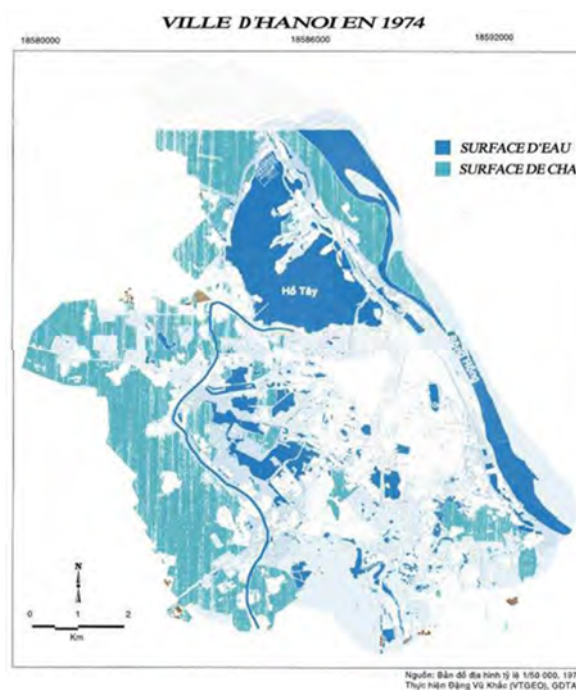 VILLE D'HANOI EN 1974
18580000 18586000 18592000
SURFACE D'EAU
SURFACE DE CHA
Hồ Tây
N
0 1 2
Km
Nguồn: Bản đồ địa hình tỷ lệ 1/50 000, 197
Thực hiện Đặng Vũ Khắc (VTGEO), GDTA